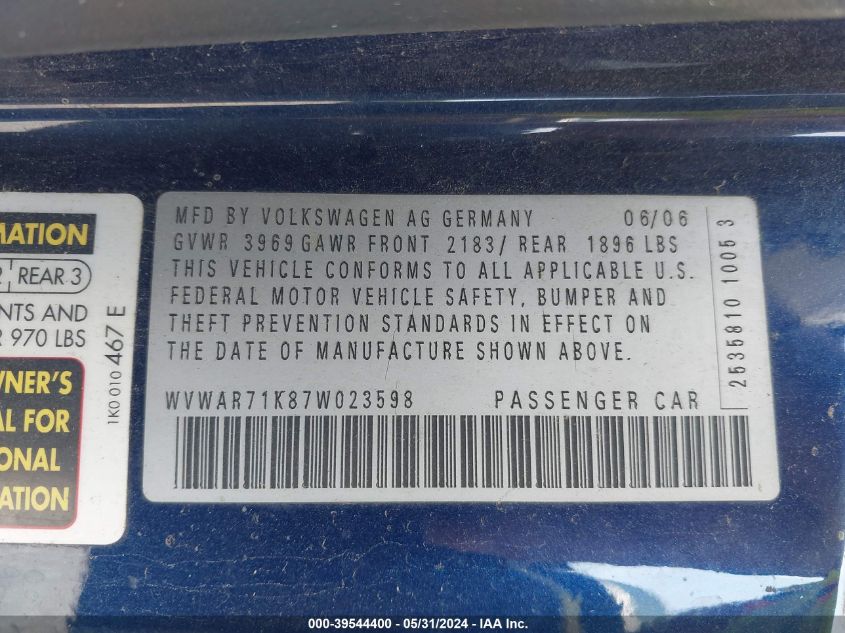 MATION
2 REAR 3
NTS AND
R 970 LBS
WNER'S
AL FOR
IONAL
ATION
1K0 010 467 E
MFD BY VOLKSWAGEN AG GERMANY 06/06
GVWR 3969 GAWR FRONT 2183/ REAR 1896 LBS
THIS VEHICLE CONFORMS TO ALL APPLICABLE U.S.
FEDERAL MOTOR VEHICLE SAFETY, BUMPER AND
THEFT PREVENTION STANDARDS IN EFFECT ON
THE DATE OF MANUFACTURE SHOWN ABOVE.
WVWAR71K87W023598 PASSENGER CAR
2535810 1005 3
000-39544400 - 05/31/2024 - IAA Inc.